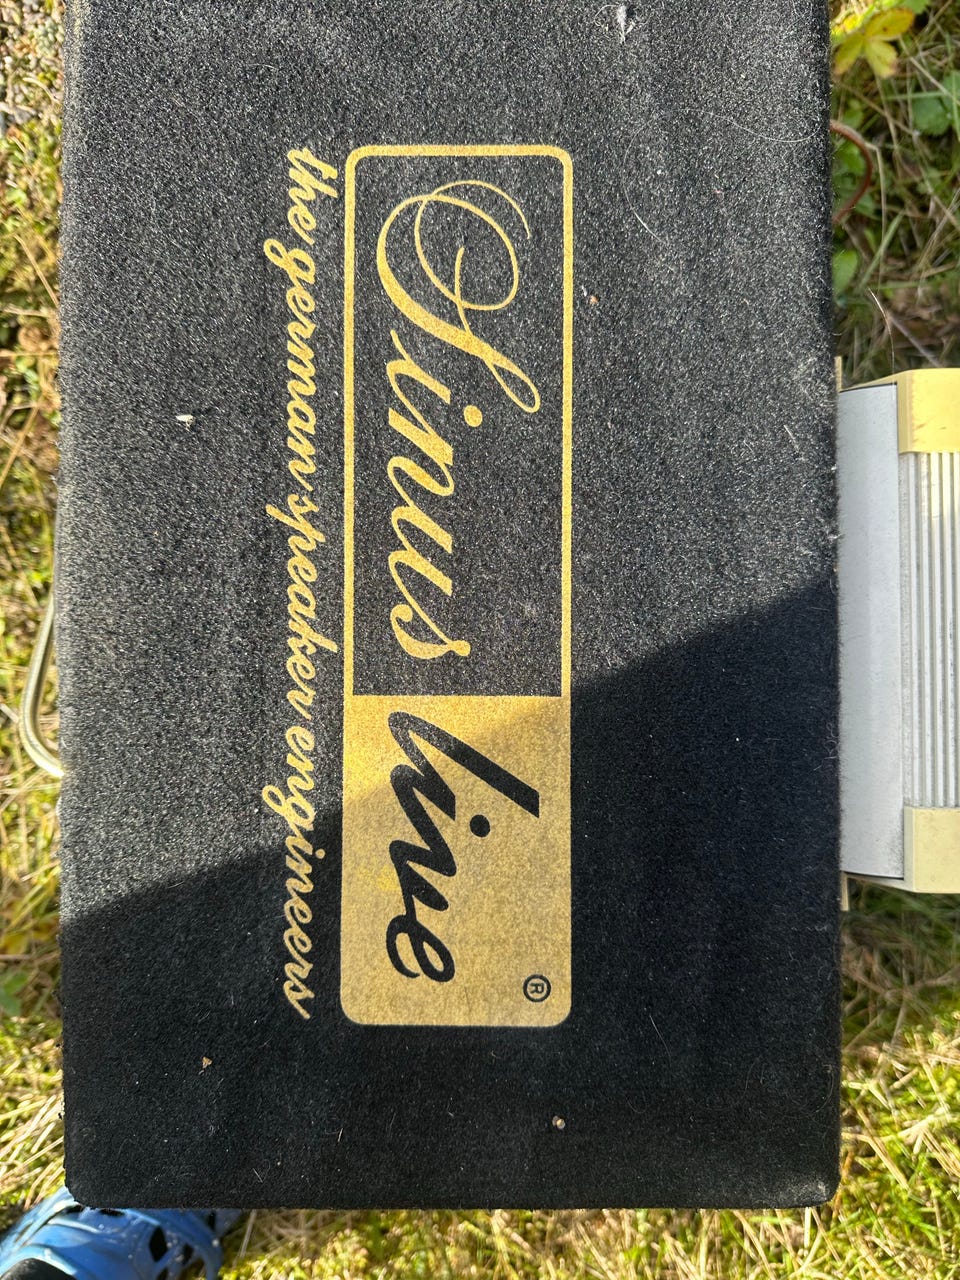 Sinus line ®
the german speaker engineers